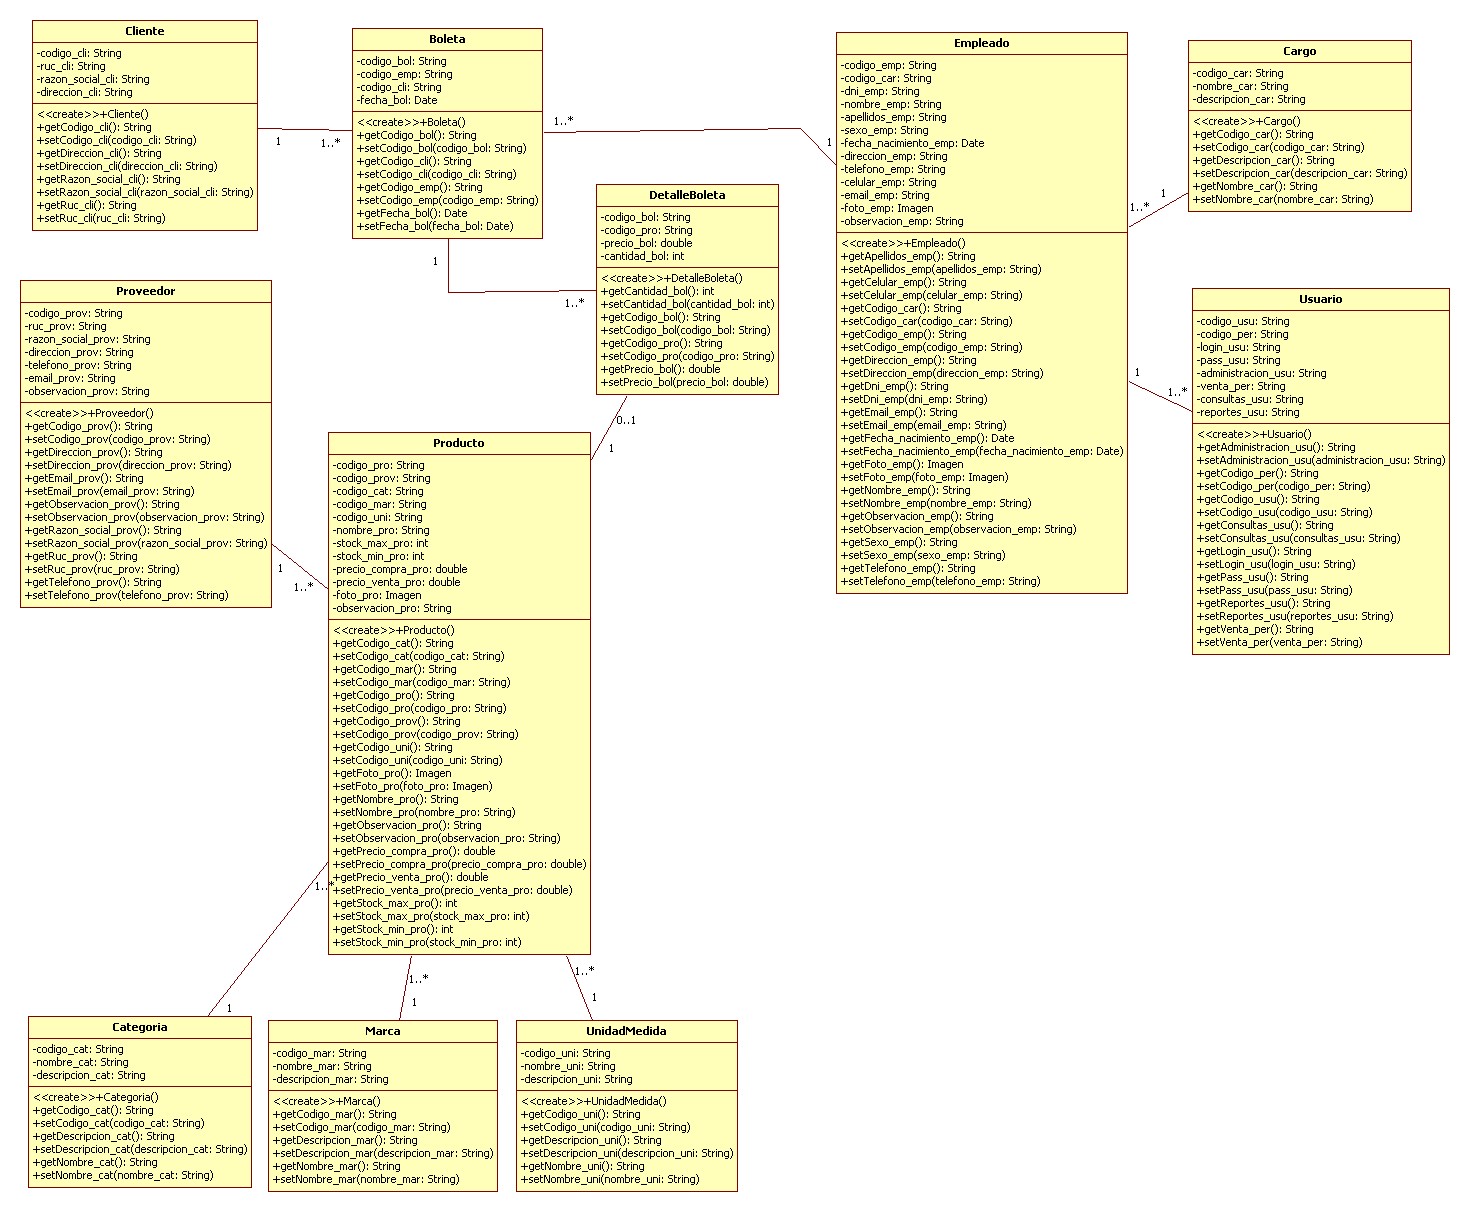 Cliente
-codigo_cli: String
-ruc_cli: String
-razon_social_cli: String
-direccion_cli: String
<<create>>+Cliente()
+getCodigo_cli(): String
+setCodigo_cli(codigo_cli: String)
+getDireccion_cli(): String
+setDireccion_cli(direccion_cli: String)
+getRazon_social_cli(): String
+setRazon_social_cli(razon_social_cli: String)
+getRuc_cli(): String
+setRuc_cli(ruc_cli: String)
1
1..*
Boleta
-codigo_bol: String
-codigo_emp: String
-codigo_cli: String
-fecha_bol: Date
<<create>>+Boleta()
+getCodigo_bol(): String
+setCodigo_bol(codigo_bol: String)
+getCodigo_cli(): String
+setCodigo_cli(codigo_cli: String)
+getCodigo_emp(): String
+setCodigo_emp(codigo_emp: String)
+getFecha_bol(): Date
+setFecha_bol(fecha_bol: Date)
1..*
1
1
1..*
DetalleBoleta
-codigo_bol: String
-codigo_pro: String
-precio_bol: double
-cantidad_bol: int
<<create>>+DetalleBoleta()
+getCantidad_bol(): int
+setCantidad_bol(cantidad_bol: int)
+getCodigo_bol(): String
+setCodigo_bol(codigo_bol: String)
+getCodigo_pro(): String
+setCodigo_pro(codigo_pro: String)
+getPrecio_bol(): double
+setPrecio_bol(precio_bol: double)
0..1
1
Empleado
-codigo_emp: String
-codigo_car: String
-dni_emp: String
-nombre_emp: String
-apellidos_emp: String
-sexo_emp: String
-fecha_nacimiento_emp: Date
-direccion_emp: String
-telefono_emp: String
-celular_emp: String
-email_emp: String
-foto_emp: Imagen
-observacion_emp: String
<<create>>+Empleado()
+getApellidos_emp(): String
+setApellidos_emp(apellidos_emp: String)
+getCelular_emp(): String
+setCelular_emp(celular_emp: String)
+getCodigo_car(): String
+setCodigo_car(codigo_car: String)
+getCodigo_emp(): String
+setCodigo_emp(codigo_emp: String)
+getDireccion_emp(): String
+setDireccion_emp(direccion_emp: String)
+getDni_emp(): String
+setDni_emp(dni_emp: String)
+getEmail_emp(): String
+setEmail_emp(email_emp: String)
+getFecha_nacimiento_emp(): Date
+setFecha_nacimiento_emp(fecha_nacimiento_emp: Date)
+getFoto_emp(): Imagen
+setFoto_emp(foto_emp: Imagen)
+getNombre_emp(): String
+setNombre_emp(nombre_emp: String)
+getObservacion_emp(): String
+setObservacion_emp(observacion_emp: String)
+getSexo_emp(): String
+setSexo_emp(sexo_emp: String)
+getTelefono_emp(): String
+setTelefono_emp(telefono_emp: String)
1..*
1
1
1..*
Cargo
-codigo_car: String
-nombre_car: String
-descripcion_car: String
<<create>>+Cargo()
+getCodigo_car(): String
+setCodigo_car(codigo_car: String)
+getDescripcion_car(): String
+setDescripcion_car(descripcion_car: String)
+getNombre_car(): String
+setNombre_car(nombre_car: String)
Usuario
-codigo_usu: String
-codigo_per: String
-login_usu: String
-pass_usu: String
-administracion_usu: String
-venta_per: String
-consultas_usu: String
-reportes_usu: String
<<create>>+Usuario()
+getAdministracion_usu(): String
+setAdministracion_usu(administracion_usu: String)
+getCodigo_per(): String
+setCodigo_per(codigo_per: String)
+getCodigo_usu(): String
+setCodigo_usu(codigo_usu: String)
+getConsultas_usu(): String
+setConsultas_usu(consultas_usu: String)
+getLogin_usu(): String
+setLogin_usu(login_usu: String)
+getPass_usu(): String
+setPass_usu(pass_usu: String)
+getReportes_usu(): String
+setReportes_usu(reportes_usu: String)
+getVenta_per(): String
+setVenta_per(venta_per: String)
Proveedor
-codigo_prov: String
-ruc_prov: String
-razon_social_prov: String
-direccion_prov: String
-telefono_prov: String
-email_prov: String
-observacion_prov: String
<<create>>+Proveedor()
+getCodigo_prov(): String
+setCodigo_prov(codigo_prov: String)
+getDireccion_prov(): String
+setDireccion_prov(direccion_prov: String)
+getEmail_prov(): String
+setEmail_prov(email_prov: String)
+getObservacion_prov(): String
+setObservacion_prov(observacion_prov: String)
+getRazon_social_prov(): String
+setRazon_social_prov(razon_social_prov: String)
+getRuc_prov(): String
+setRuc_prov(ruc_prov: String)
+getTelefono_prov(): String
+setTelefono_prov(telefono_prov: String)
1
1..*
Producto
-codigo_pro: String
-codigo_prov: String
-codigo_cat: String
-codigo_mar: String
-codigo_uni: String
-nombre_pro: String
-stock_max_pro: int
-stock_min_pro: int
-precio_compra_pro: double
-precio_venta_pro: double
-foto_pro: Imagen
-observacion_pro: String
<<create>>+Producto()
+getCodigo_cat(): String
+setCodigo_cat(codigo_cat: String)
+getCodigo_mar(): String
+setCodigo_mar(codigo_mar: String)
+getCodigo_pro(): String
+setCodigo_pro(codigo_pro: String)
+getCodigo_prov(): String
+setCodigo_prov(codigo_prov: String)
+getCodigo_uni(): String
+setCodigo_uni(codigo_uni: String)
+getFoto_pro(): Imagen
+setFoto_pro(foto_pro: Imagen)
+getNombre_pro(): String
+setNombre_pro(nombre_pro: String)
+getObservacion_pro(): String
+setObservacion_pro(observacion_pro: String)
+getPrecio_compra_pro(): double
+setPrecio_compra_pro(precio_compra_pro: double)
+getPrecio_venta_pro(): double
+setPrecio_venta_pro(precio_venta_pro: double)
+getStock_max_pro(): int
+setStock_max_pro(stock_max_pro: int)
+getStock_min_pro(): int
+setStock_min_pro(stock_min_pro: int)
1..*
1
1..*
1
1..*
1
Categoria
-codigo_cat: String
-nombre_cat: String
-descripcion_cat: String
<<create>>+Categoria()
+getCodigo_cat(): String
+setCodigo_cat(codigo_cat: String)
+getDescripcion_cat(): String
+setDescripcion_cat(descripcion_cat: String)
+getNombre_cat(): String
+setNombre_cat(nombre_cat: String)
Marca
-codigo_mar: String
-nombre_mar: String
-descripcion_mar: String
<<create>>+Marca()
+getCodigo_mar(): String
+setCodigo_mar(codigo_mar: String)
+getDescripcion_mar(): String
+setDescripcion_mar(descripcion_mar: String)
+getNombre_mar(): String
+setNombre_mar(nombre_mar: String)
UnidadMedida
-codigo_uni: String
-nombre_uni: String
-descripcion_uni: String
<<create>>+UnidadMedida()
+getCodigo_uni(): String
+setCodigo_uni(codigo_uni: String)
+getDescripcion_uni(): String
+setDescripcion_uni(descripcion_uni: String)
+getNombre_uni(): String
+setNombre_uni(nombre_uni: String)